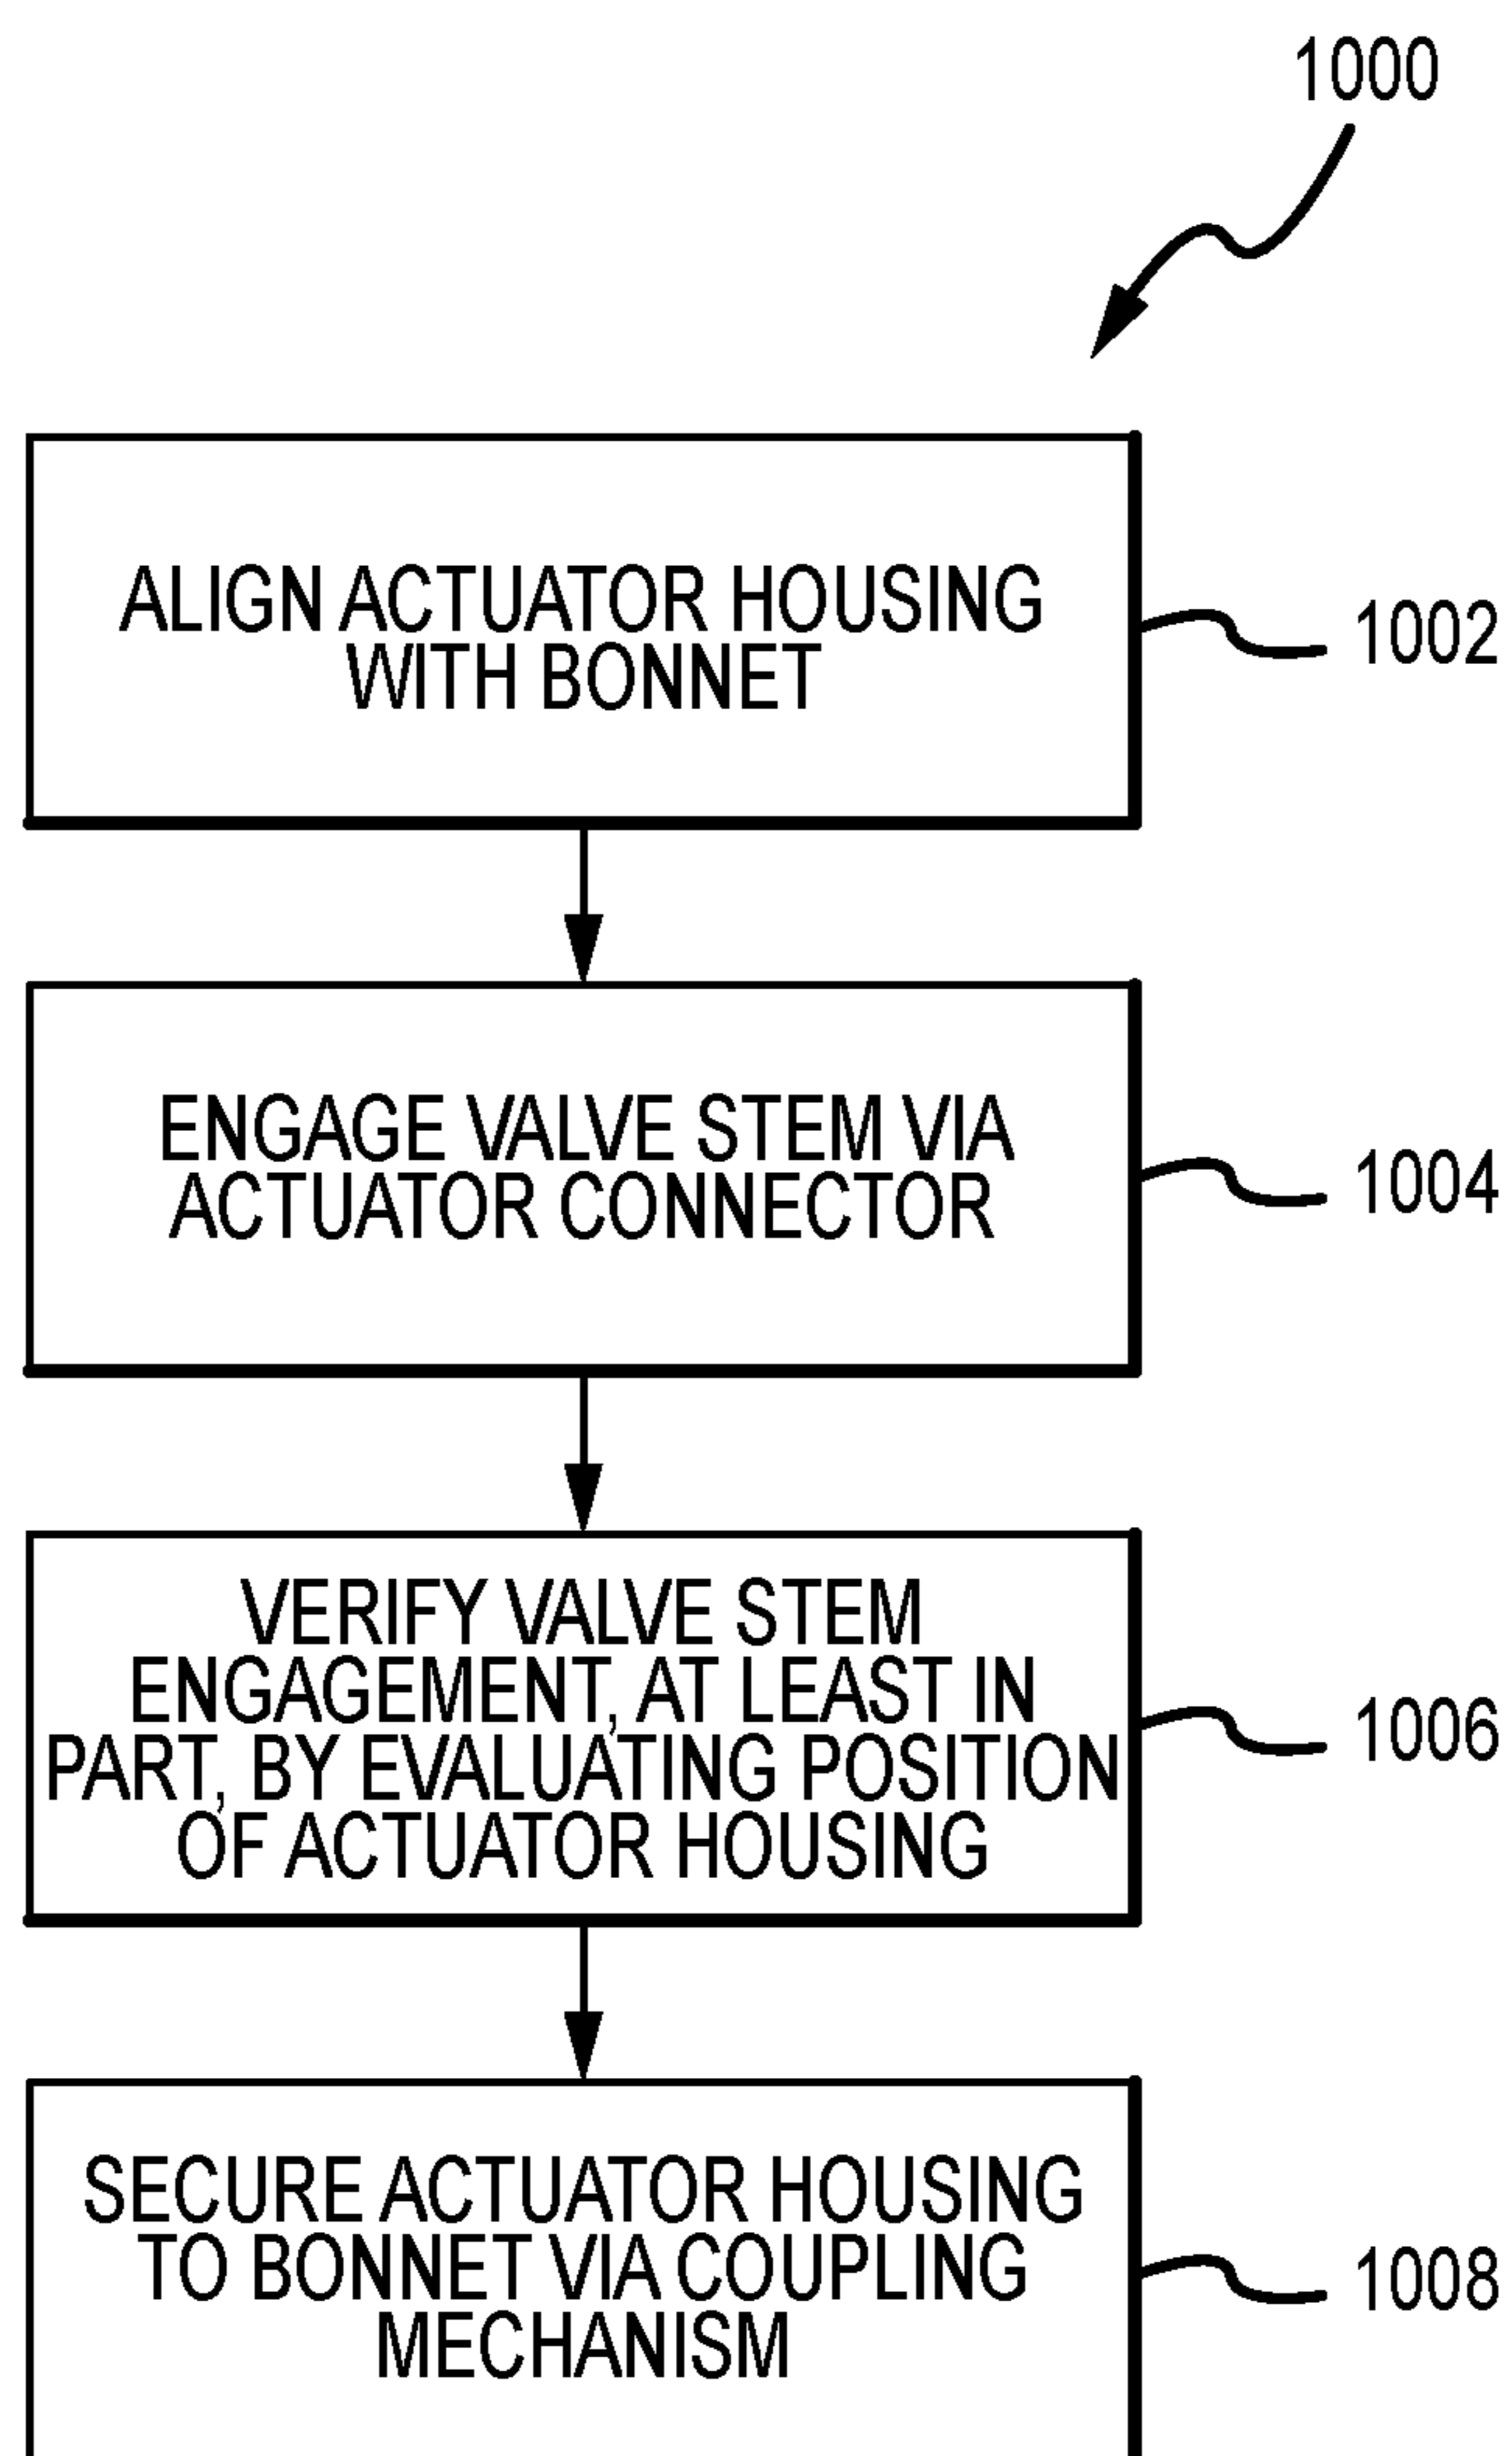 1000
ALIGN ACTUATOR HOUSING
WITH BONNET
1002
ENGAGE VALVE STEM VIA
ACTUATOR CONNECTOR
1004
VERIFY VALVE STEM
ENGAGEMENT, AT LEAST IN
PART, BY EVALUATING POSITION
OF ACTUATOR HOUSING
1006
SECURE ACTUATOR HOUSING
TO BONNET VIA COUPLING
MECHANISM
1008